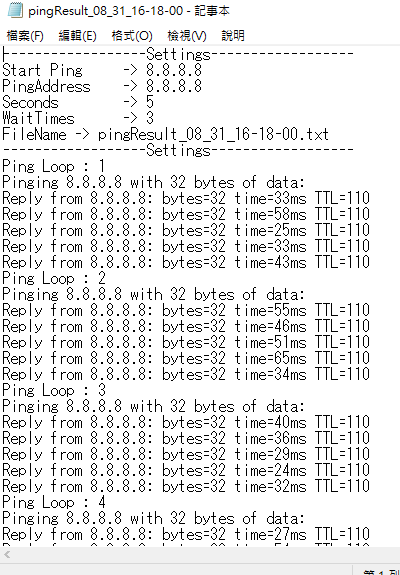 pingResult_08_31_16-18-00 - 記事本
檔案(F) 編輯(E) 格式(O) 檢視(V) 說明
-----------------Settings-----------------
Start Ping -> 8.8.8.8
PingAddress -> 8.8.8.8
Seconds -> 5
WaitTimes -> 3
FileName -> pingResult_08_31_16-18-00.txt
-----------------Settings-----------------
Ping Loop : 1
Pinging 8.8.8.8 with 32 bytes of data:
Reply from 8.8.8.8: bytes=32 time=33ms TTL=110
Reply from 8.8.8.8: bytes=32 time=58ms TTL=110
Reply from 8.8.8.8: bytes=32 time=25ms TTL=110
Reply from 8.8.8.8: bytes=32 time=33ms TTL=110
Reply from 8.8.8.8: bytes=32 time=43ms TTL=110
Ping Loop : 2
Pinging 8.8.8.8 with 32 bytes of data:
Reply from 8.8.8.8: bytes=32 time=55ms TTL=110
Reply from 8.8.8.8: bytes=32 time=46ms TTL=110
Reply from 8.8.8.8: bytes=32 time=51ms TTL=110
Reply from 8.8.8.8: bytes=32 time=65ms TTL=110
Reply from 8.8.8.8: bytes=32 time=34ms TTL=110
Ping Loop : 3
Pinging 8.8.8.8 with 32 bytes of data:
Reply from 8.8.8.8: bytes=32 time=40ms TTL=110
Reply from 8.8.8.8: bytes=32 time=36ms TTL=110
Reply from 8.8.8.8: bytes=32 time=29ms TTL=110
Reply from 8.8.8.8: bytes=32 time=24ms TTL=110
Reply from 8.8.8.8: bytes=32 time=32ms TTL=110
Ping Loop : 4
Pinging 8.8.8.8 with 32 bytes of data:
Reply from 8.8.8.8: bytes=32 time=27ms TTL=110